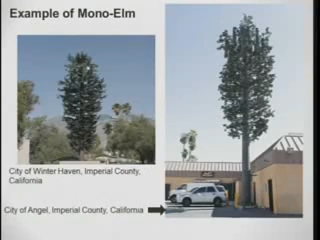 Example of Mono-Elm
City of Winter Haven, Imperial County,
California
City of Angel, Imperial County, California